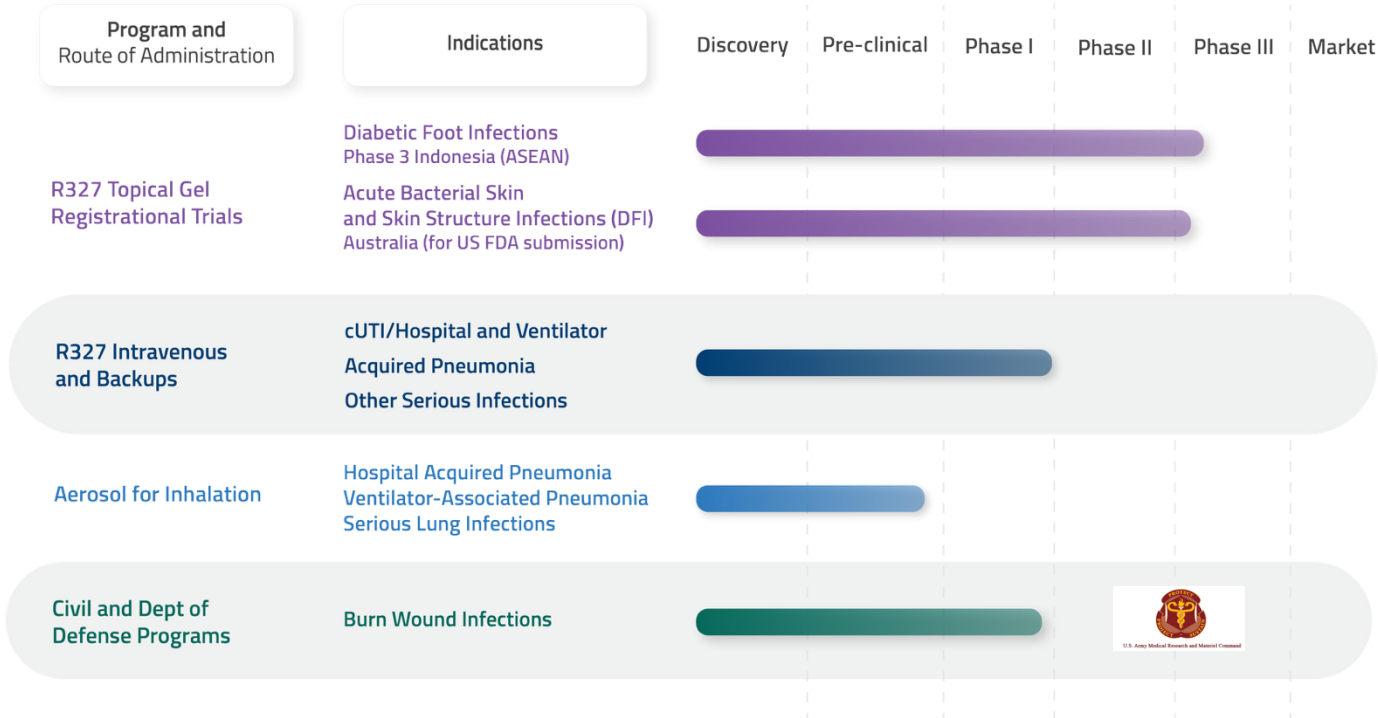 Program and
Route of Administration
Indications
Discovery
Pre-clinical
Phase I
Phase II
Phase III
Market
R327 Topical Gel
Registrational Trials
Diabetic Foot Infections
Phase 3 Indonesia (ASEAN)
Acute Bacterial Skin
and Skin Structure Infections (DFI)
Australia (for US FDA submission)
R327 Intravenous
and Backups
cUTI/Hospital and Ventilator
Acquired Pneumonia
Other Serious Infections
Aerosol for Inhalation
Hospital Acquired Pneumonia
Ventilator-Associated Pneumonia
Serious Lung Infections
Civil and Dept of
Defense Programs
Burn Wound Infections
PROTECT
PROJECT
SUSTAIN
U.S. Army Medical Research and Materiel Command